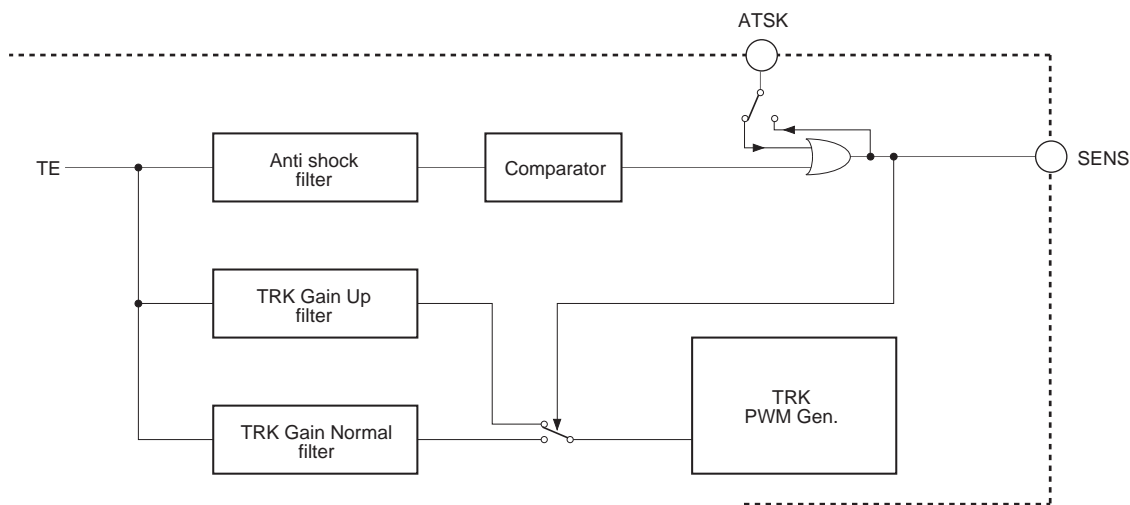 ATSK
TE
Anti shock
filter
Comparator
SENS
TRK Gain Up
filter
TRK
PWM Gen.
TRK Gain Normal
filter